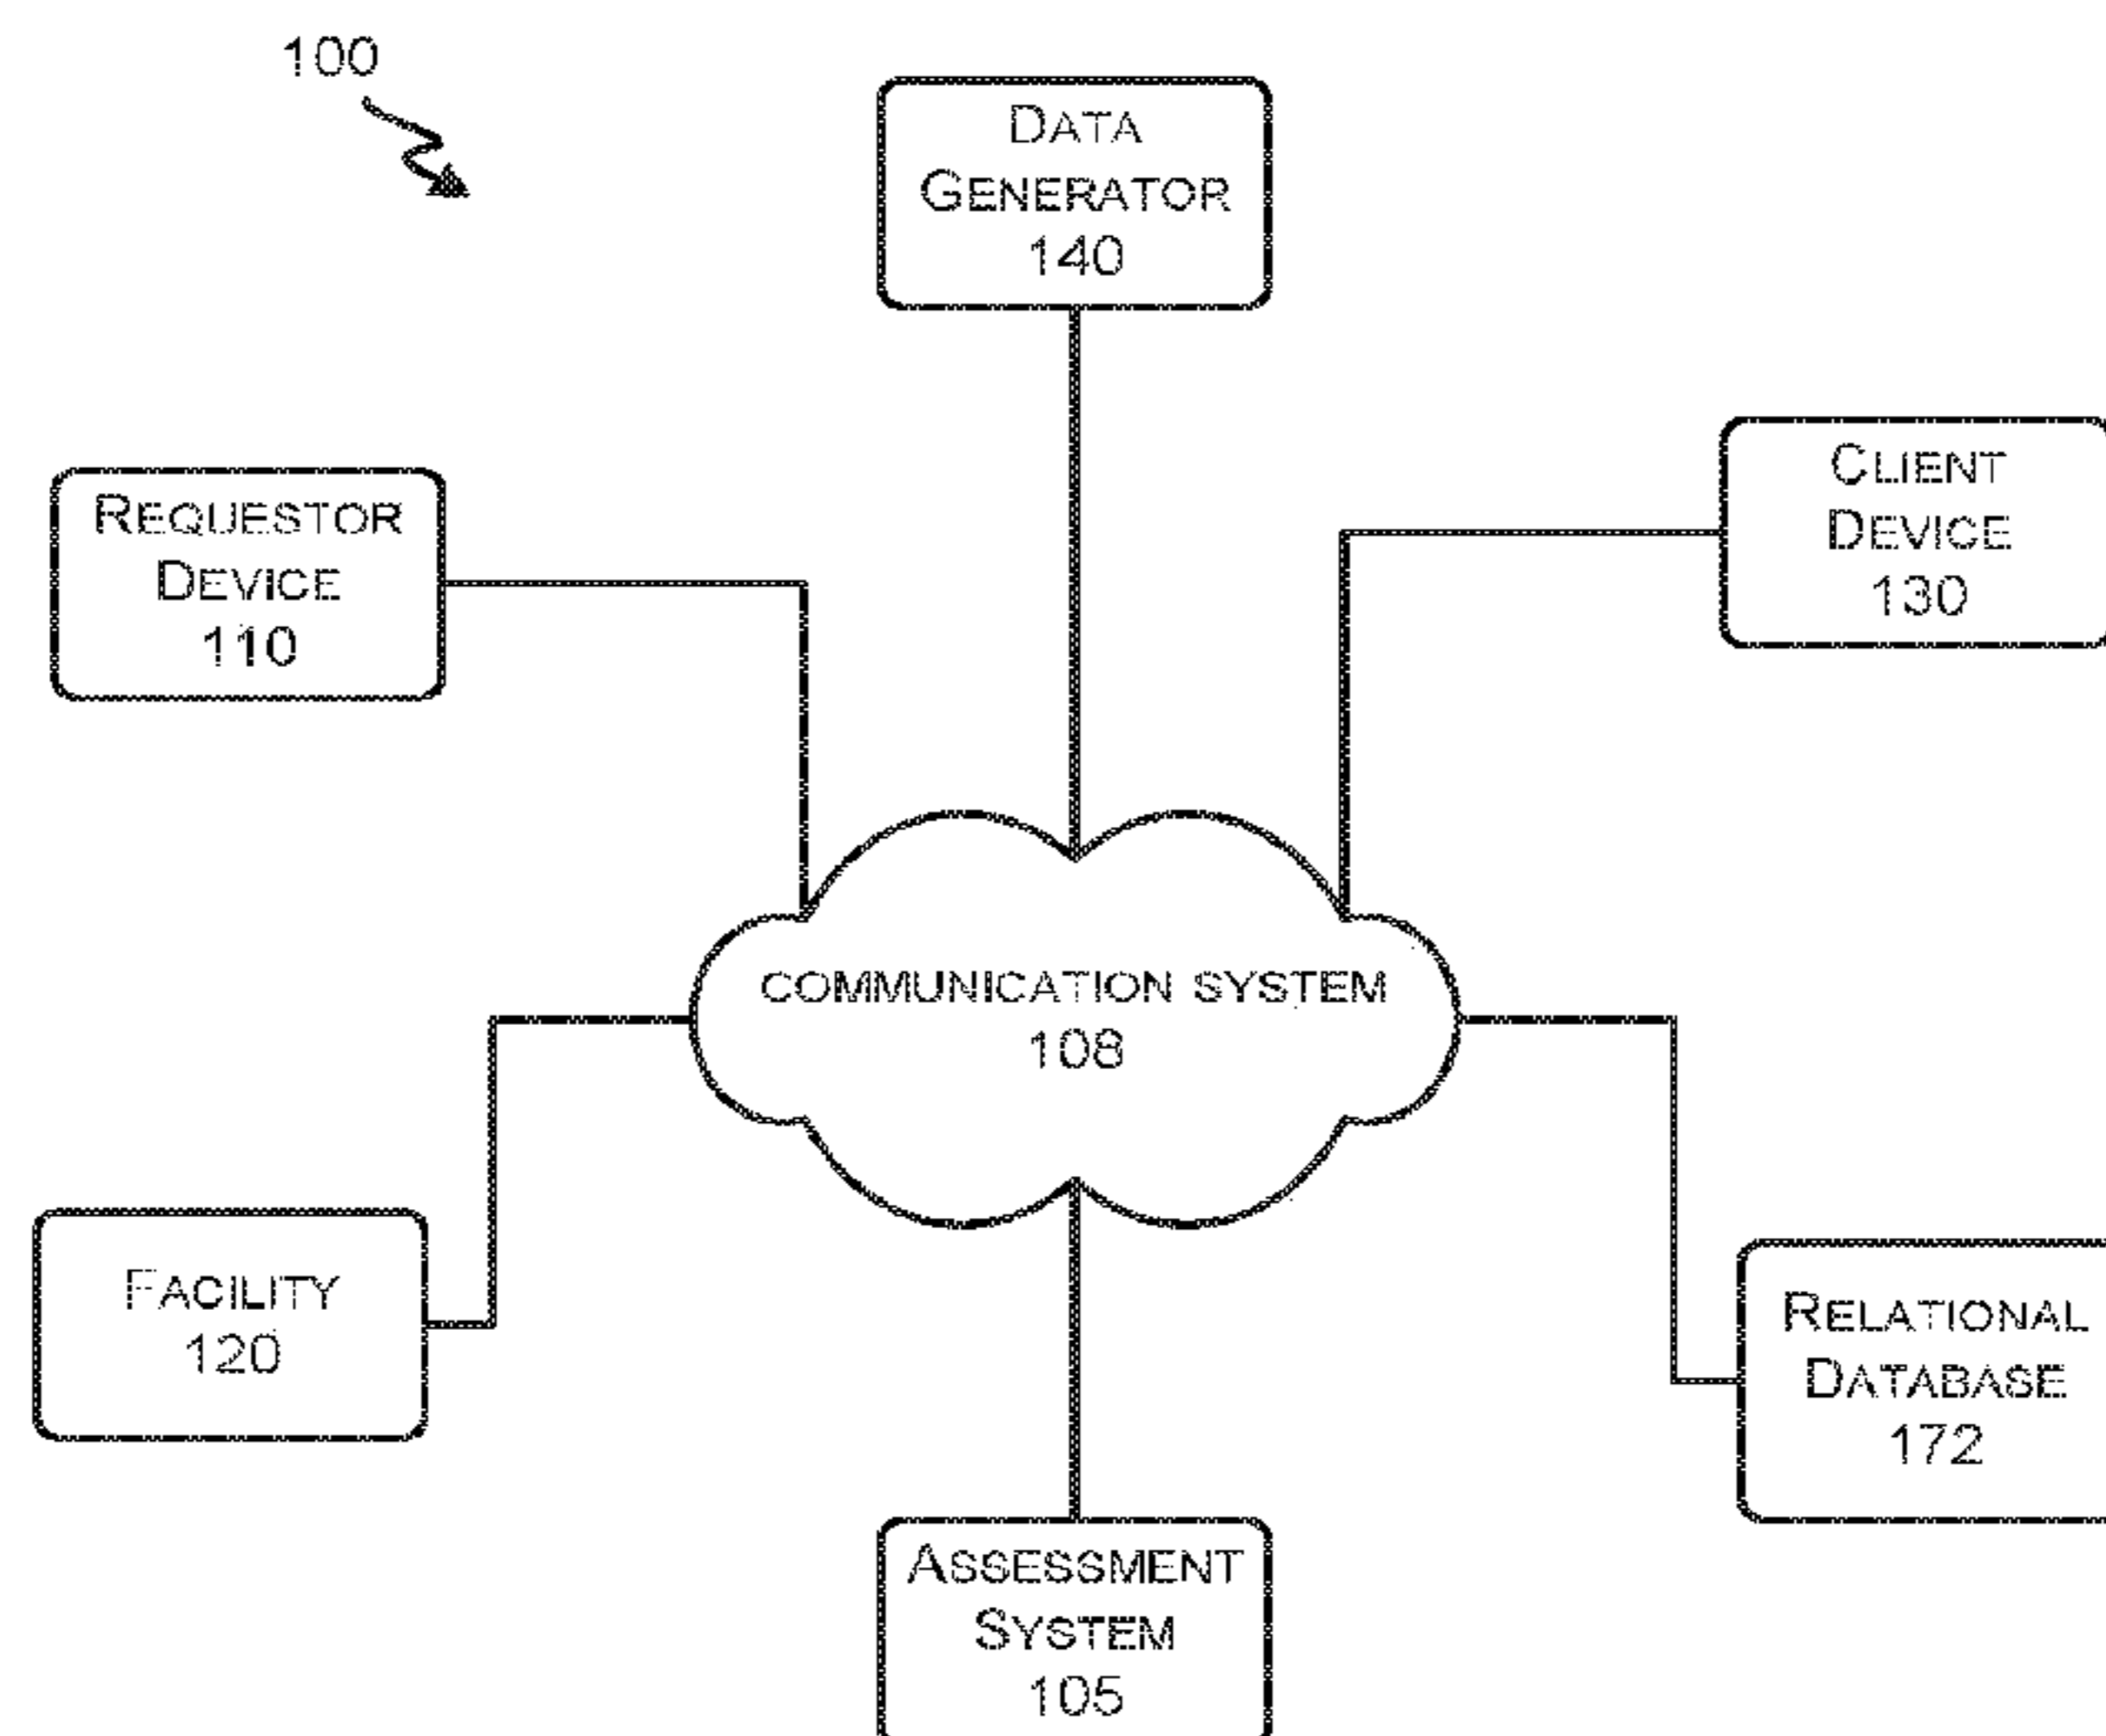 100
DATA
GENERATOR
140
REQUESTOR
DEVICE
110
CLIENT
DEVICE
130
COMMUNICATION SYSTEM
108
FACILITY
120
RELATIONAL
DATABASE
172
ASSESSMENT
SYSTEM
105